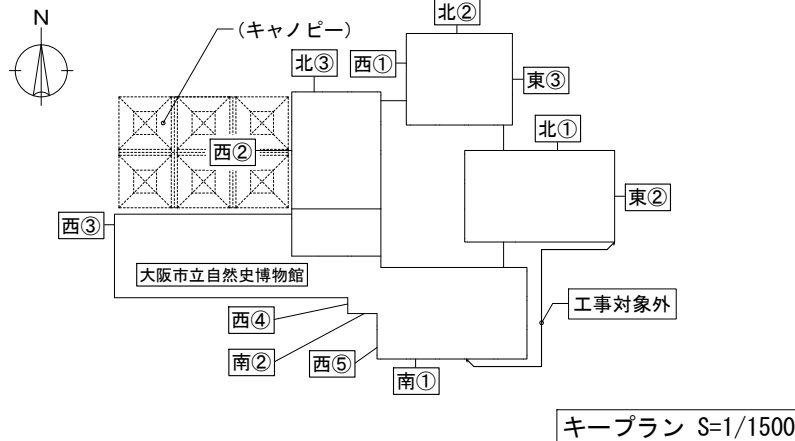 N
(キャノピー)
北②
西①
北③
東③
北①
西②
東②
西③
大阪市立自然史博物館
工事対象外
西④
南②
西⑤
南①
キープラン S=1/1500